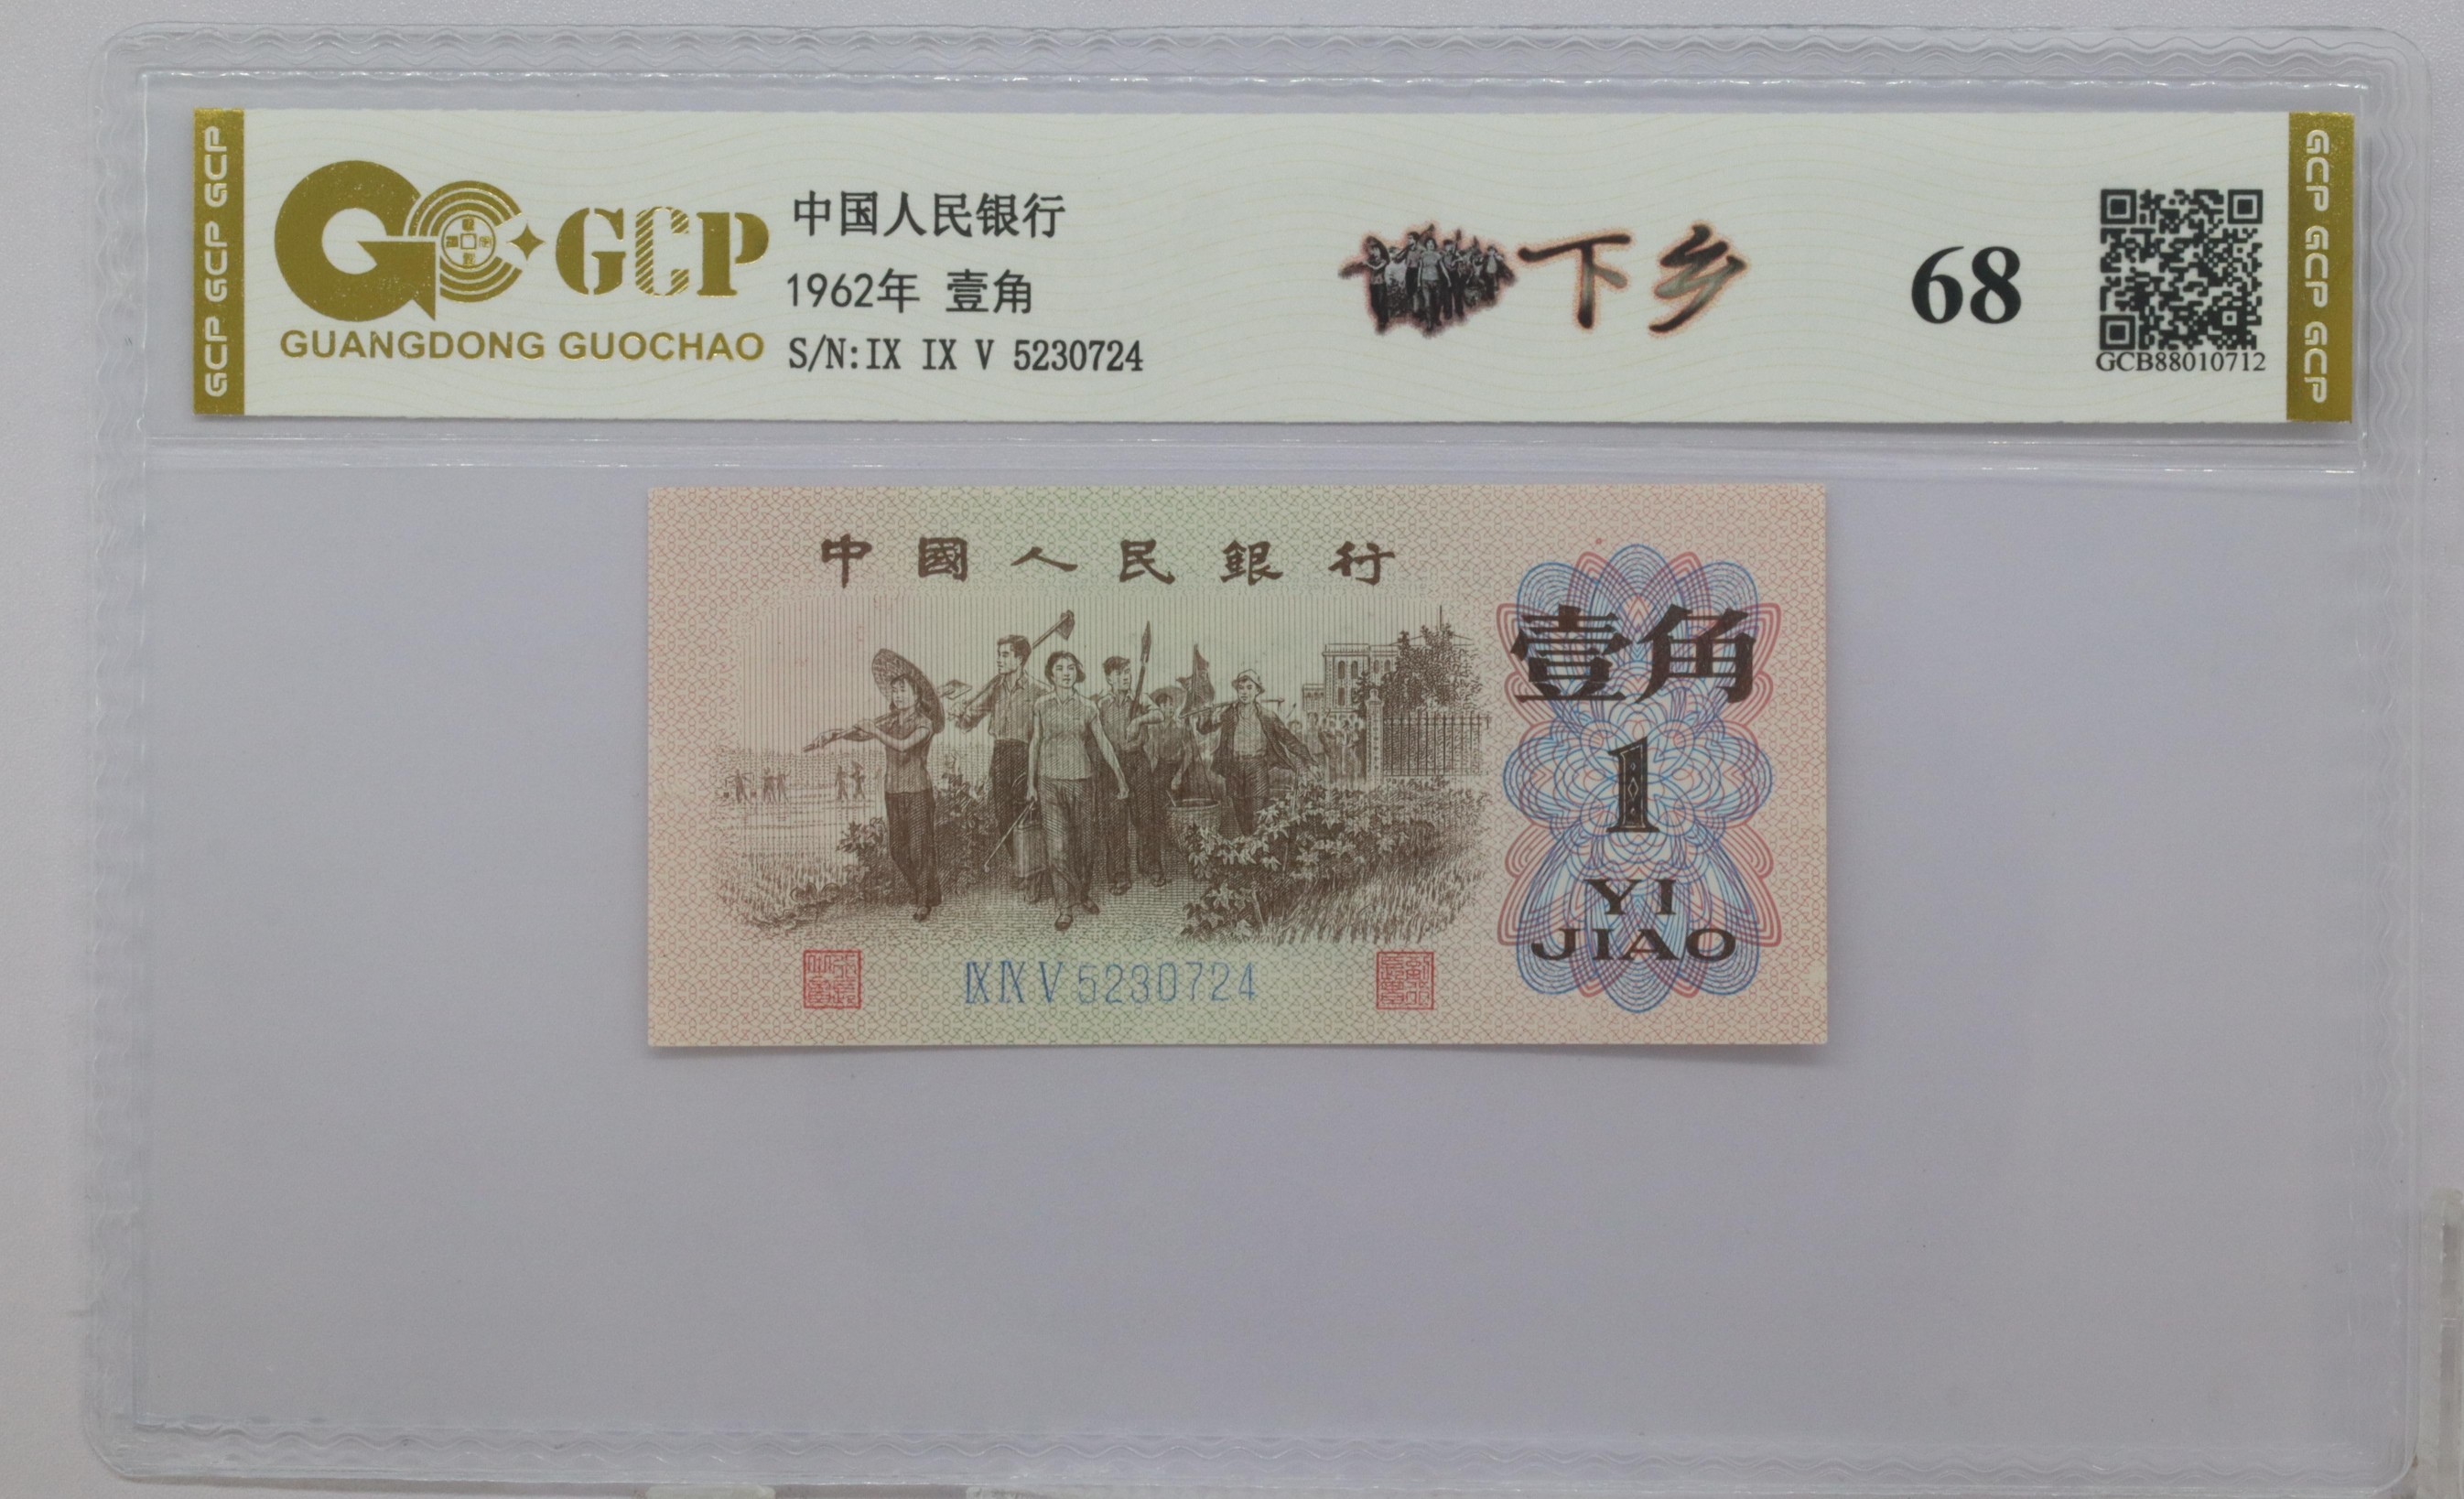 GCP GCP GCP
GCP
GUANGDONG GUOCHAO
中国人民银行
1962年 壹角
S/N:IX IX V 5230724
下乡
68
GCB88010712
GCP GCP GCP
中國人民銀行
壹角
1
YI
JIAO
IX IX V 5230724